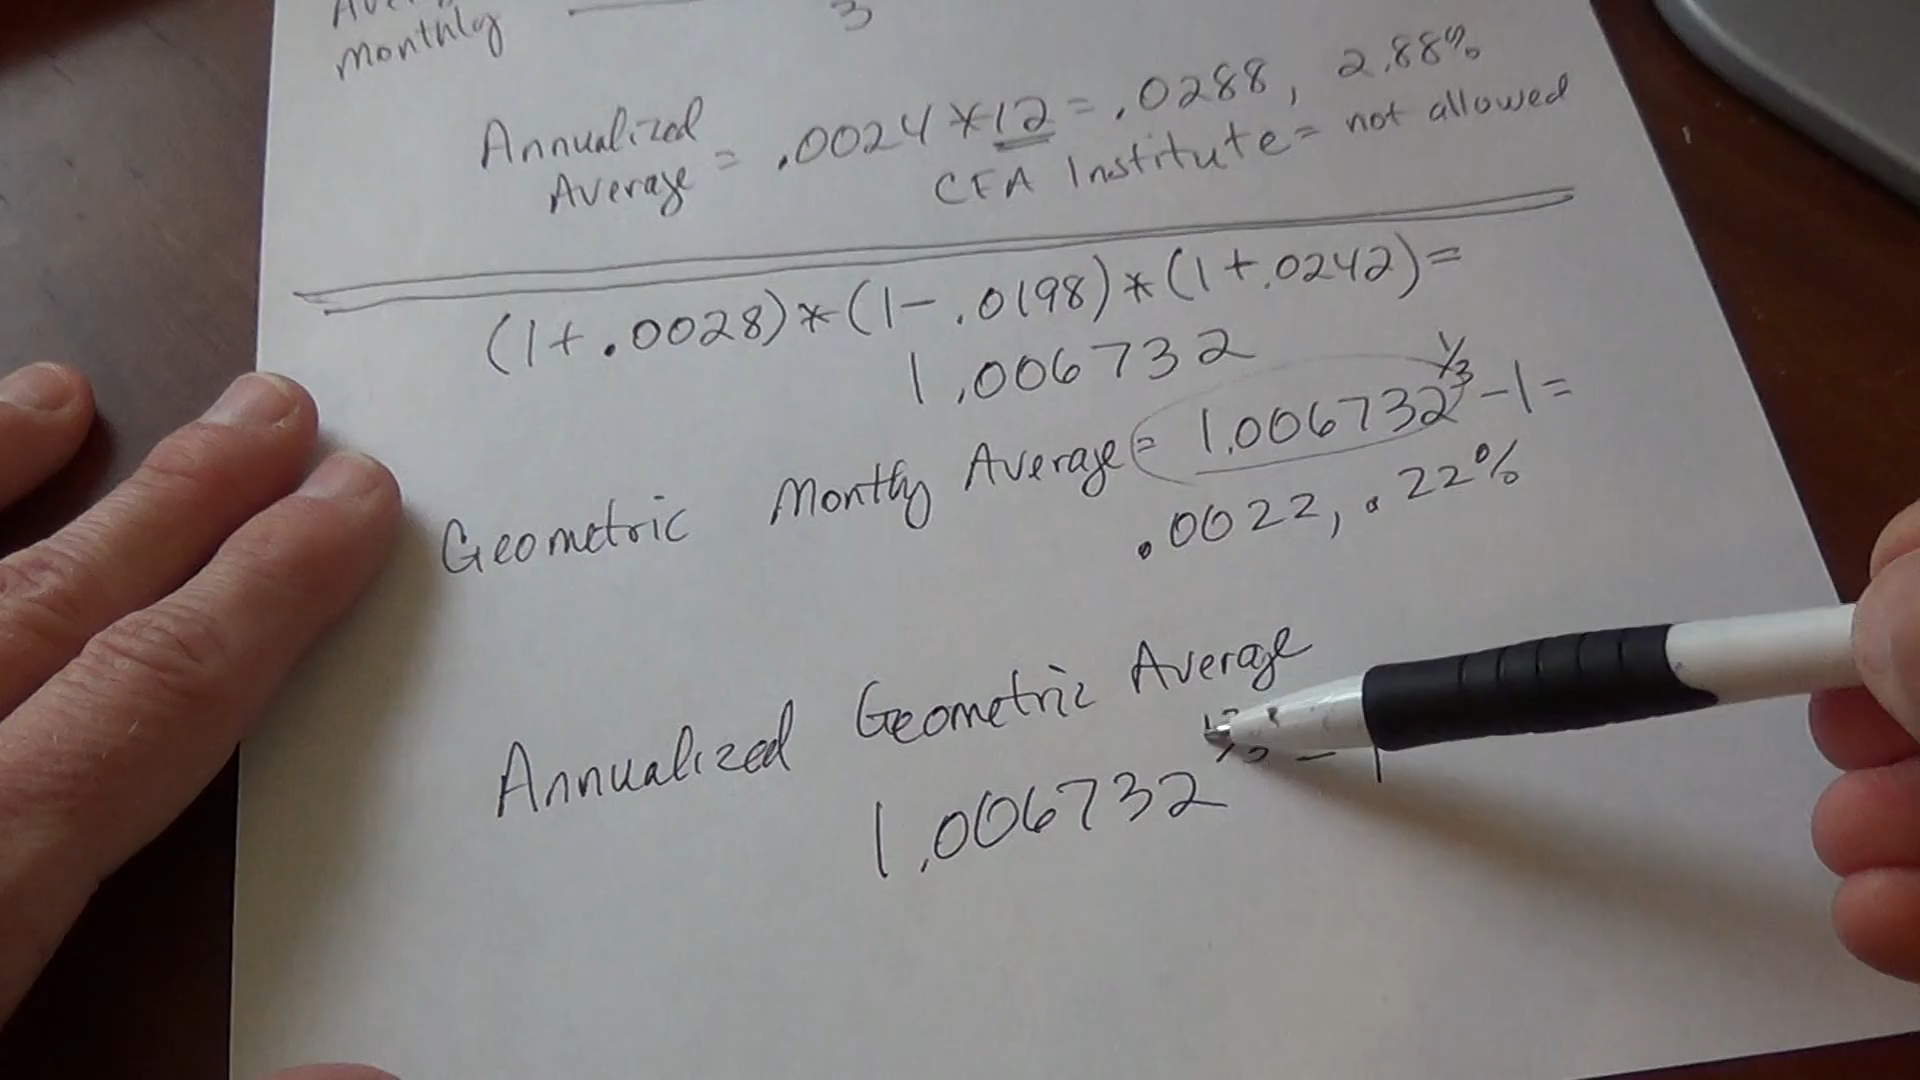 Monthly
3
Annualized
Average = .0024 * 12 = .0288, 2.88%
CFA Institute = not allowed
(1+.0028)*(1-.0198)*(1+.0242)=
1.006732
Geometric Montly Average = 1.006732^1/3 -1=
.0022, .22%
Annualized Geometric Average
1.006732 - 1